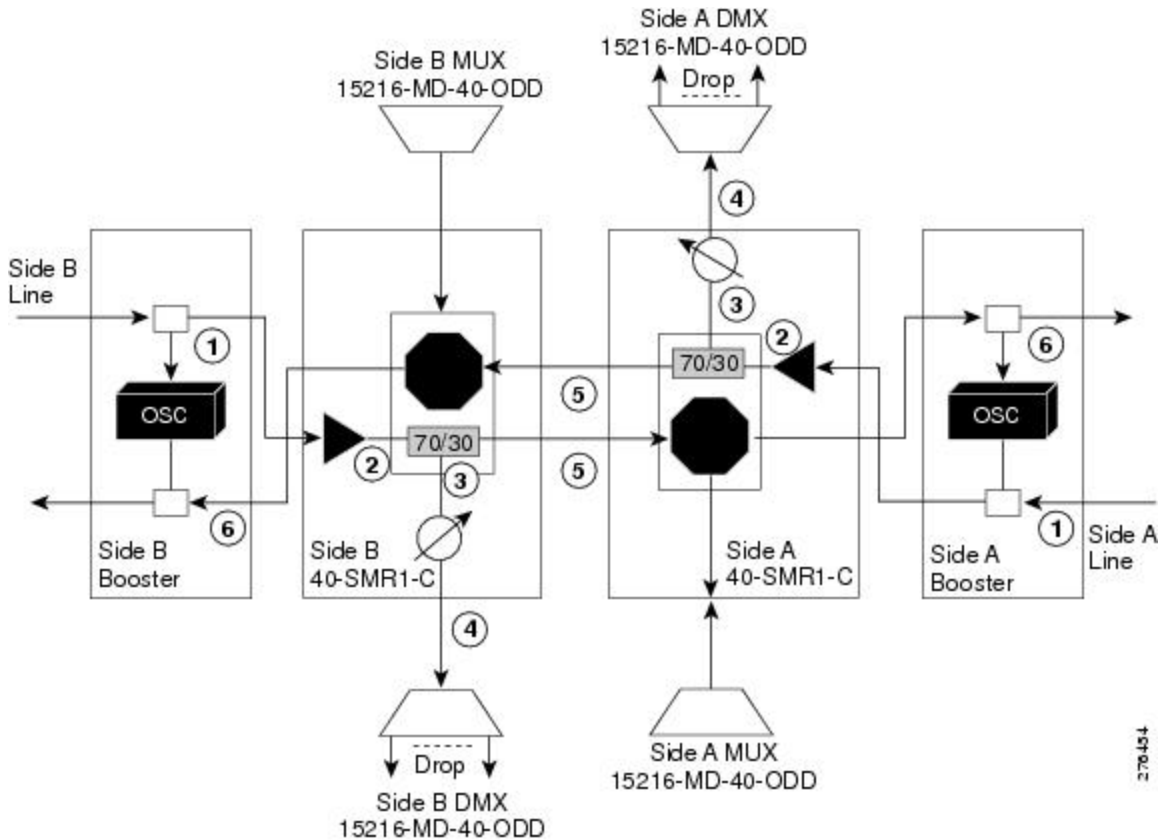 Side A DMX
15216-MD-40-ODD
Drop
Side B MUX
15216-MD-40-ODD
4
Side B
Line
3
1
2
6
70/30
5
OSC
OSC
70/30
2
5
3
6
1
Side B
Booster
Side B
40-SMR1-C
Side A
40-SMR1-C
Side A
Booster
Side A
Line
4
Drop
Side B DMX
15216-MD-40-ODD
Side A MUX
15216-MD-40-ODD
276454